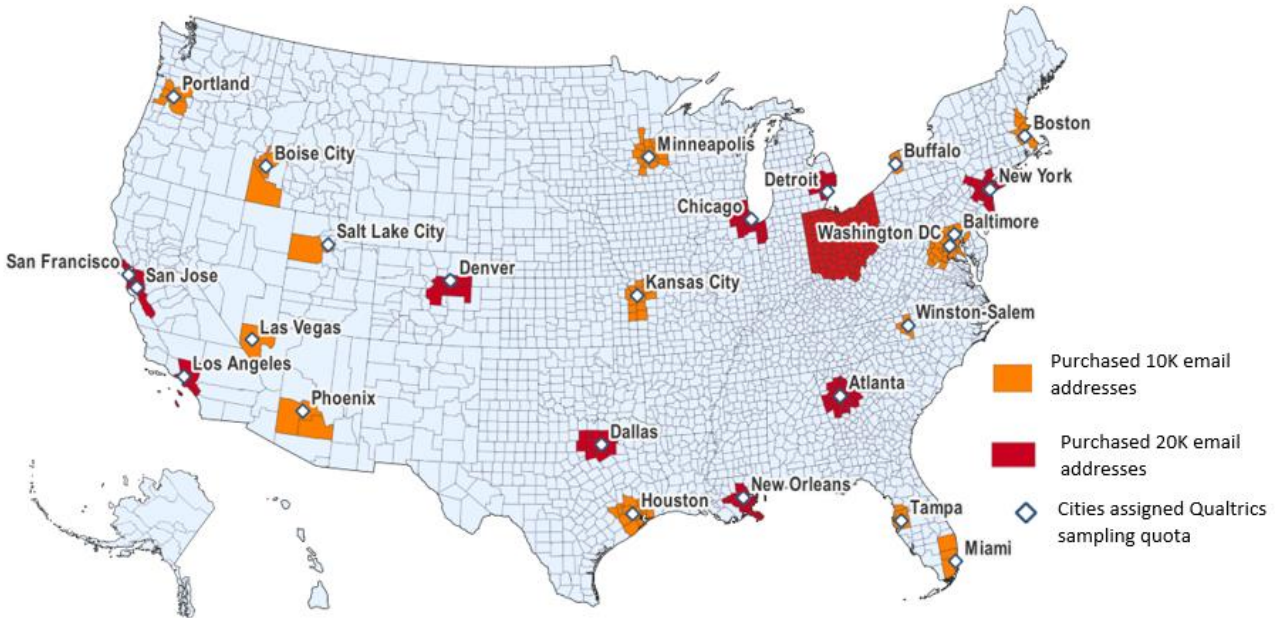 Portland
Boise City
Minneapolis
Boston
Buffalo
New York
Detroit
Chicago
Baltimore
Washington DC
Salt Lake City
San Francisco
San Jose
Denver
Kansas City
Winston-Salem
Las Vegas
Los Angeles
Atlanta
Phoenix
Dallas
New Orleans
Houston
Tampa
Miami
Purchased 10K email
addresses
Purchased 20K email
addresses
Cities assigned Qualtrics
sampling quota